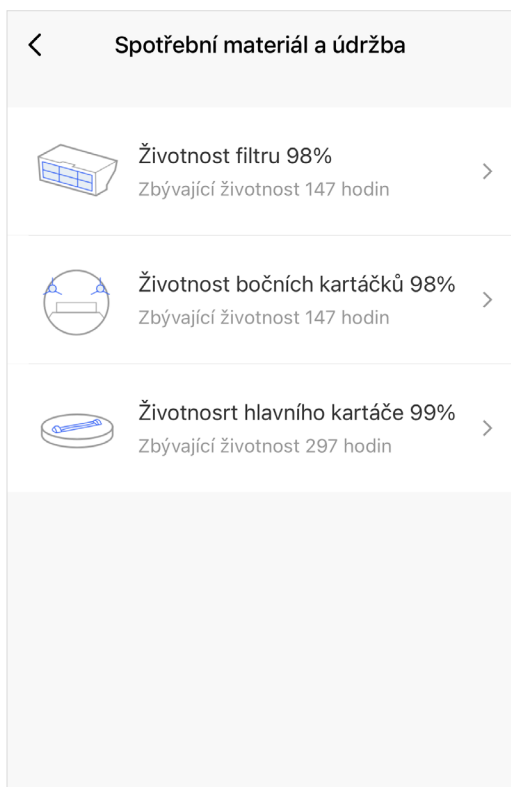 Spotřební materiál a údržba
Životnost filtru 98%
Zbývající životnost 147 hodin
Životnost bočních kartáčků 98%
Zbývající životnost 147 hodin
Životnosrt hlavního kartáče 99%
Zbývající životnost 297 hodin